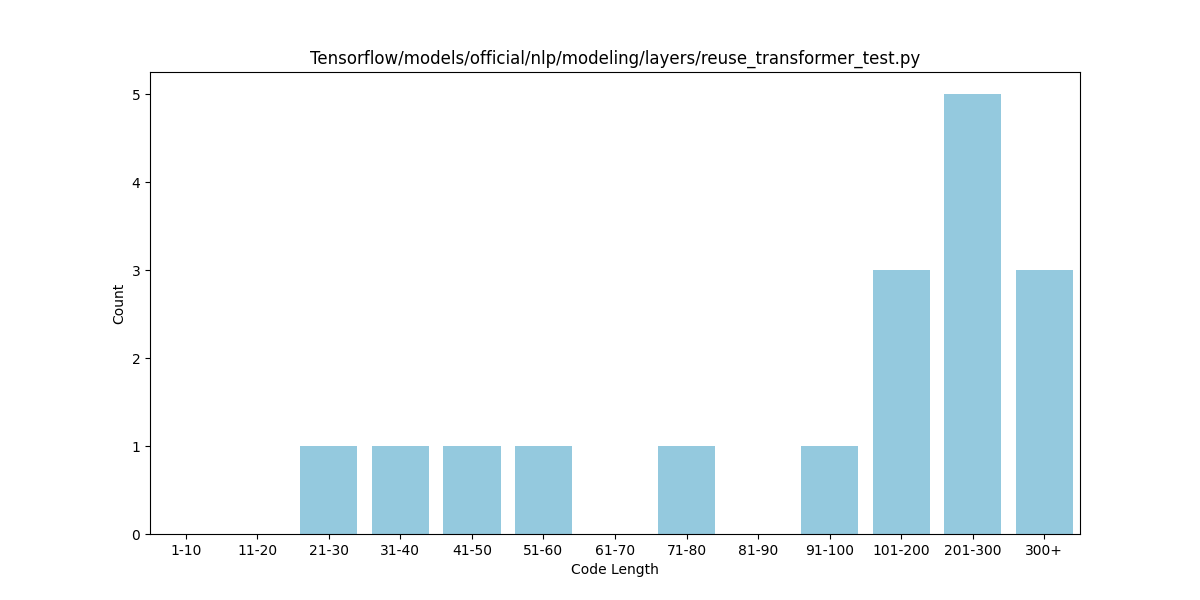 Tensorflow/models/official/nlp/modeling/layers/reuse_transformer_test.py
5
4
3
2
1
0
Count
1-10 11-20 21-30 31-40 41-50 51-60 61-70 71-80 81-90 91-100 101-200 201-300 300+
Code Length